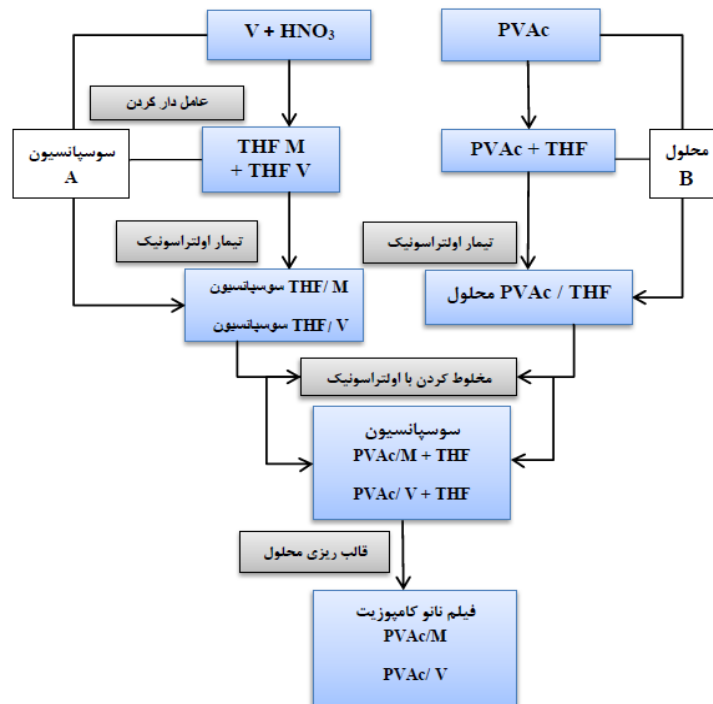 V + HNO₃
PVAc
عامل دار کردن
سوسپانسیون
A
THF M
+ THF V
PVAc + THF
محلول
B
تیمار اولتراسونیک
تیمار اولتراسونیک
سوسپانسیون THF/ M
سوسپانسیون THF/ V
محلول PVAc / THF
مخلوط کردن با اولتراسونیک
سوسپانسیون
PVAc/M + THF
PVAc/ V + THF
قالب ریزی محلول
فیلم نانو کامپوزیت
PVAc/M
PVAc/ V